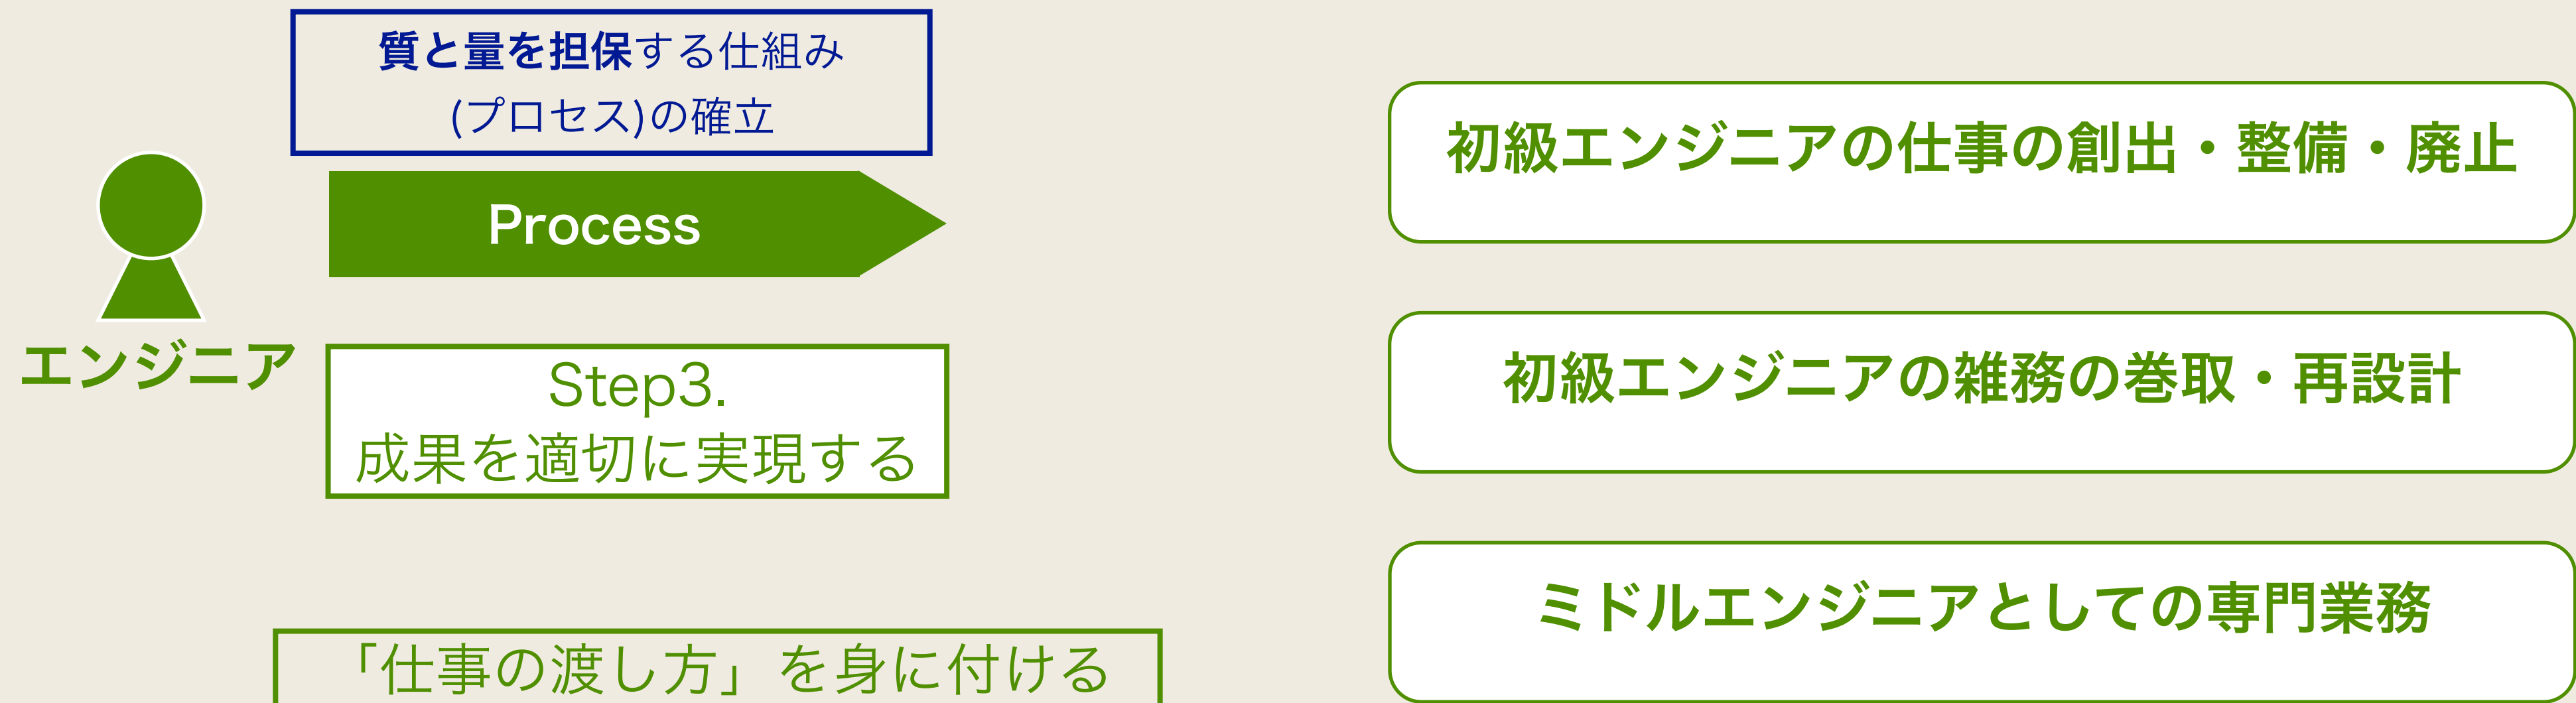 質と量を担保する仕組み
(プロセス)の確立
Process
エンジニア
Step3.
成果を適切に実現する
「仕事の渡し方」を身に付ける
初級エンジニアの仕事の創出・整備・廃止
初級エンジニアの雑務の巻取・再設計
ミドルエンジニアとしての専門業務